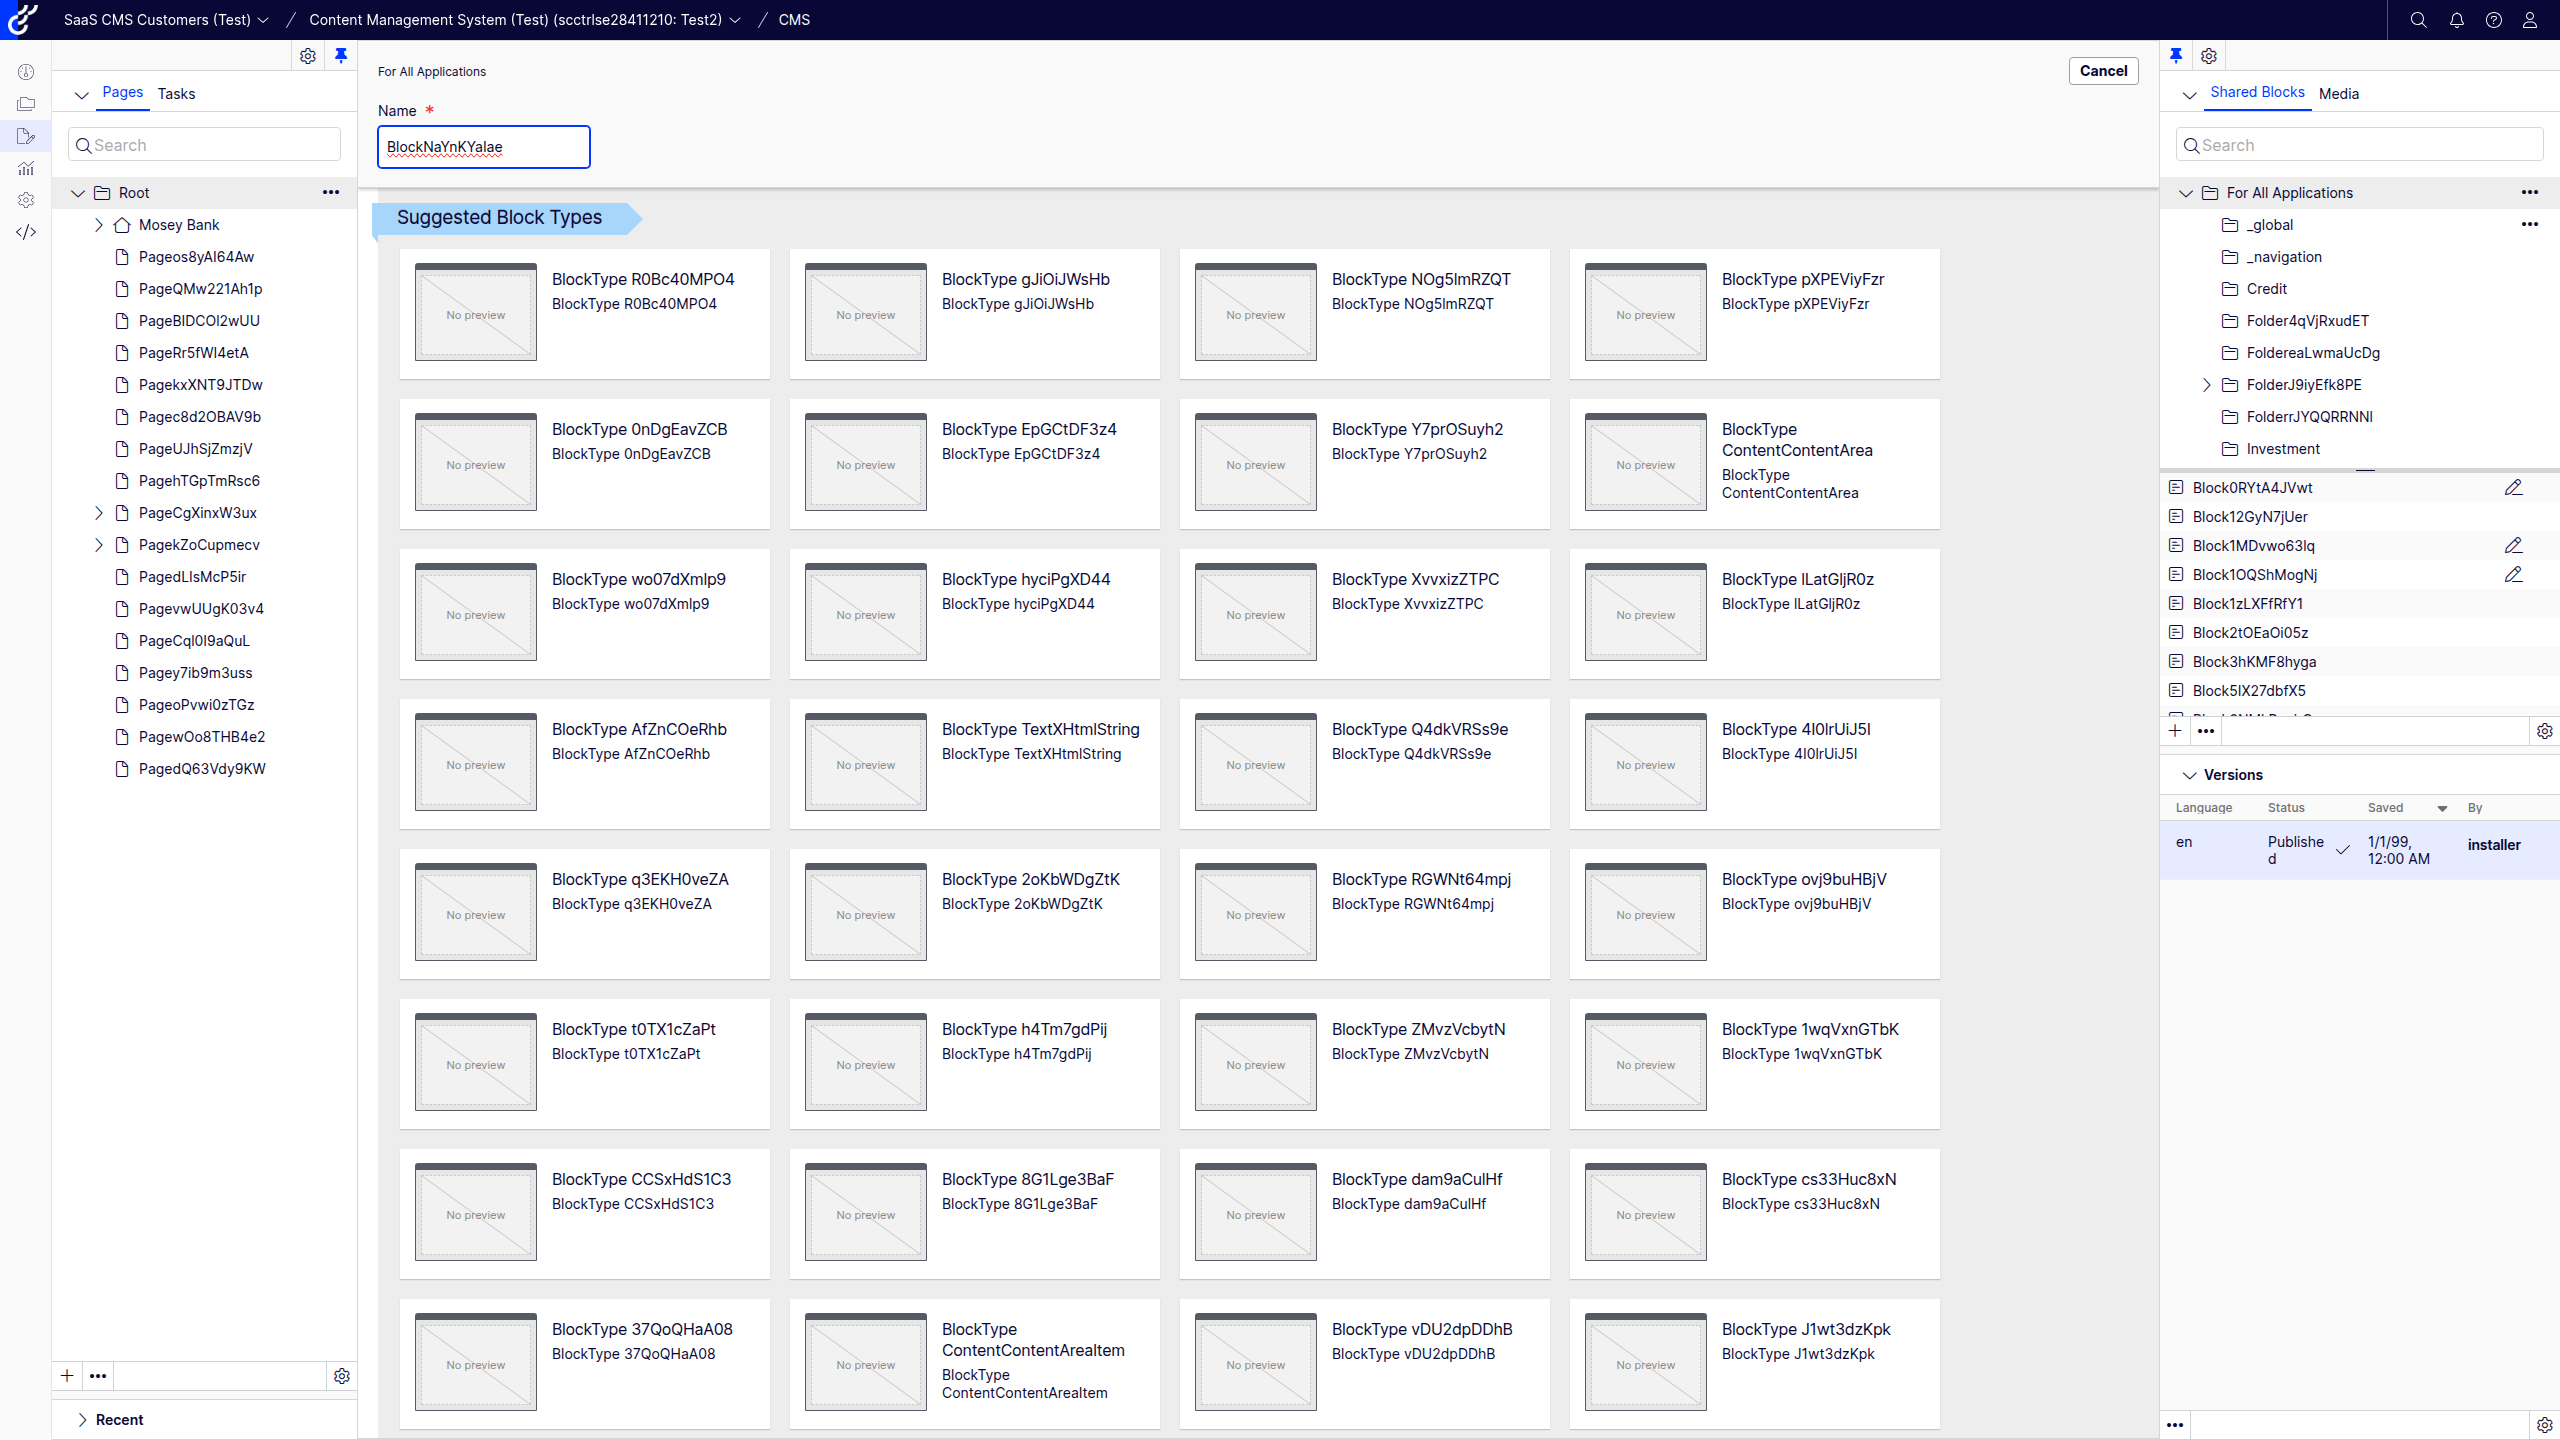 SaaS CMS Customers (Test)
Content Management System (Test) (scctrlse28411210: Test2)
CMS
Pages
Tasks
Search
Root
Mosey Bank
Pageos8yAl64Aw
PageQMw221Ah1p
PageBIDCOI2wUU
PageRr5fWI4etA
PagekxXNT9JTDw
Pagec8d2OBAV9b
PageUJhSjZmzjV
PagehTGpTmRsc6
PageCgXinxW3ux
PagekZoCupmecv
PagedLIsMcP5ir
PagevwUUgK03v4
PageCql0I9aQuL
Pagey7ib9m3uss
PageoPvwi0zTGz
PagewOo8THB4e2
PagedQ63Vdy9KW
Recent
For All Applications
Cancel
Name *
BlockNaYnKYalae
Suggested Block Types
No preview
BlockType R0Bc40MPO4
BlockType R0Bc40MPO4
No preview
BlockType gJiOiJWsHb
BlockType gJiOiJWsHb
No preview
BlockType NOg5lmRZQT
BlockType NOg5lmRZQT
No preview
BlockType pXPEViyFzr
BlockType pXPEViyFzr
No preview
BlockType 0nDgEavZCB
BlockType 0nDgEavZCB
No preview
BlockType EpGCtDF3z4
BlockType EpGCtDF3z4
No preview
BlockType Y7prOSuyh2
BlockType Y7prOSuyh2
No preview
BlockType
ContentContentArea
BlockType
ContentContentArea
No preview
BlockType wo07dXmlp9
BlockType wo07dXmlp9
No preview
BlockType hyciPgXD44
BlockType hyciPgXD44
No preview
BlockType XvvxizZTPC
BlockType XvvxizZTPC
No preview
BlockType lLatGljR0z
BlockType lLatGljR0z
No preview
BlockType AfZnCOeRhb
BlockType AfZnCOeRhb
No preview
BlockType TextXHtmlString
BlockType TextXHtmlString
No preview
BlockType Q4dkVRSs9e
BlockType Q4dkVRSs9e
No preview
BlockType 4I0lrUiJ5I
BlockType 4I0lrUiJ5I
No preview
BlockType q3EKH0veZA
BlockType q3EKH0veZA
No preview
BlockType 2oKbWDgZtK
BlockType 2oKbWDgZtK
No preview
BlockType RGWNt64mpj
BlockType RGWNt64mpj
No preview
BlockType ovj9buHBjV
BlockType ovj9buHBjV
No preview
BlockType t0TX1cZaPt
BlockType t0TX1cZaPt
No preview
BlockType h4Tm7gdPij
BlockType h4Tm7gdPij
No preview
BlockType ZMvzVcbytN
BlockType ZMvzVcbytN
No preview
BlockType 1wqVxnGTbK
BlockType 1wqVxnGTbK
No preview
BlockType CCSxHdS1C3
BlockType CCSxHdS1C3
No preview
BlockType 8G1Lge3BaF
BlockType 8G1Lge3BaF
No preview
BlockType dam9aCulHf
BlockType dam9aCulHf
No preview
BlockType cs33Huc8xN
BlockType cs33Huc8xN
No preview
BlockType 37QoQHaA08
BlockType 37QoQHaA08
No preview
BlockType
ContentContentAreaItem
BlockType
ContentContentAreaItem
No preview
BlockType vDU2dpDDhB
BlockType vDU2dpDDhB
No preview
BlockType J1wt3dzKpk
BlockType J1wt3dzKpk
Shared Blocks
Media
Search
For All Applications
_global
_navigation
Credit
Folder4qVjRxudET
FoldereaLwmaUcDg
FolderJ9iyEfk8PE
FolderrJYQQRRNNI
Investment
Block0RYtA4JVwt
Block12GyN7jUer
Block1MDvwo63lq
Block1OQShMogNj
Block1zLXFfRfY1
Block2tOEaOi05z
Block3hKMF8hyga
Block5IX27dbfX5
Versions
Language
Status
Saved
By
en
Publishe
d
1/1/99,
12:00 AM
installer